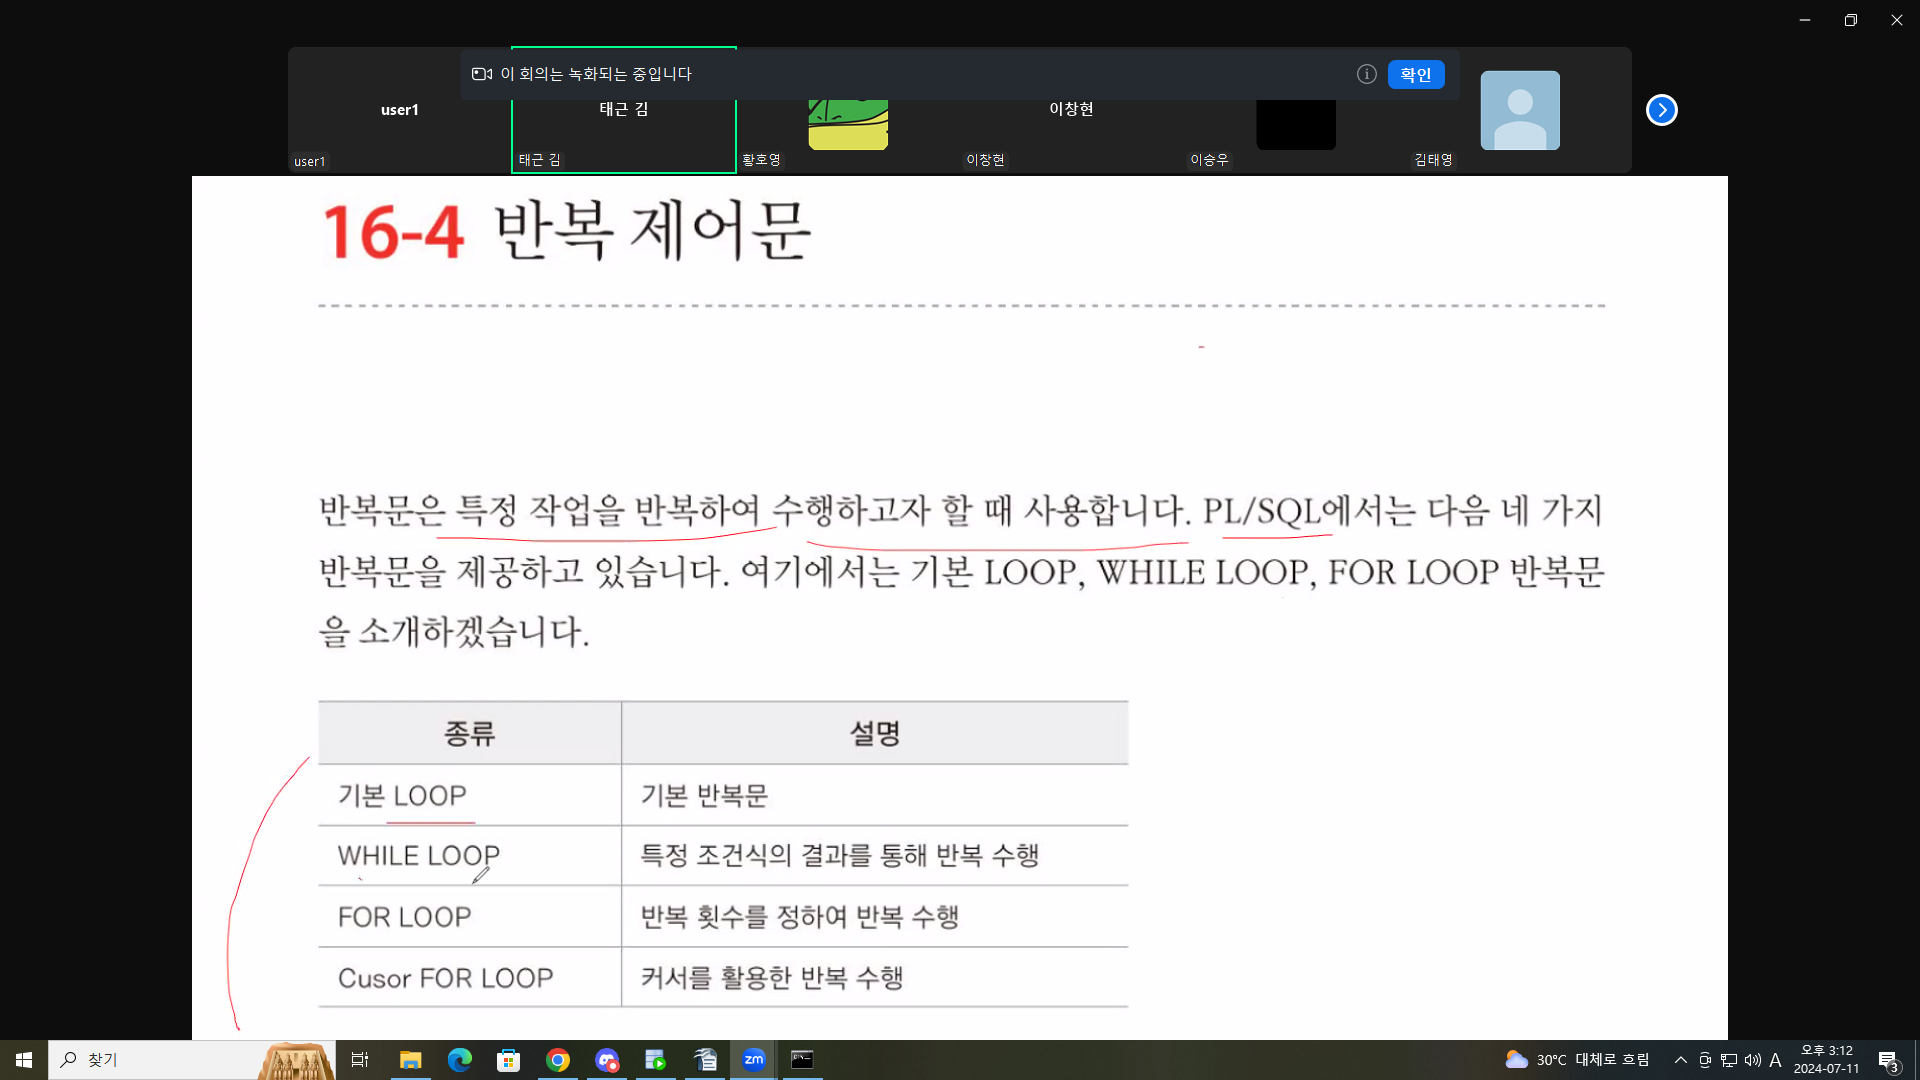 이 회의는 녹화되는 중입니다
확인
user1
태근 김
이창현
user1
태근 김
황호영
이창현
이승우
김태영
16-4 반복 제어문
반복문은 특정 작업을 반복하여 수행하고자 할 때 사용합니다. PL/SQL에서는 다음 네 가지
반복문을 제공하고 있습니다. 여기에서는 기본 LOOP, WHILE LOOP, FOR LOOP 반복문
을 소개하겠습니다.
종류 설명
기본 LOOP 기본 반복문
WHILE LOOP 특정 조건식의 결과를 통해 반복 수행
FOR LOOP 반복 횟수를 정하여 반복 수행
Cusor FOR LOOP 커서를 활용한 반복 수행
찾기
zm
30°C 대체로 흐림
A
오후 3:12
2024-07-11
3